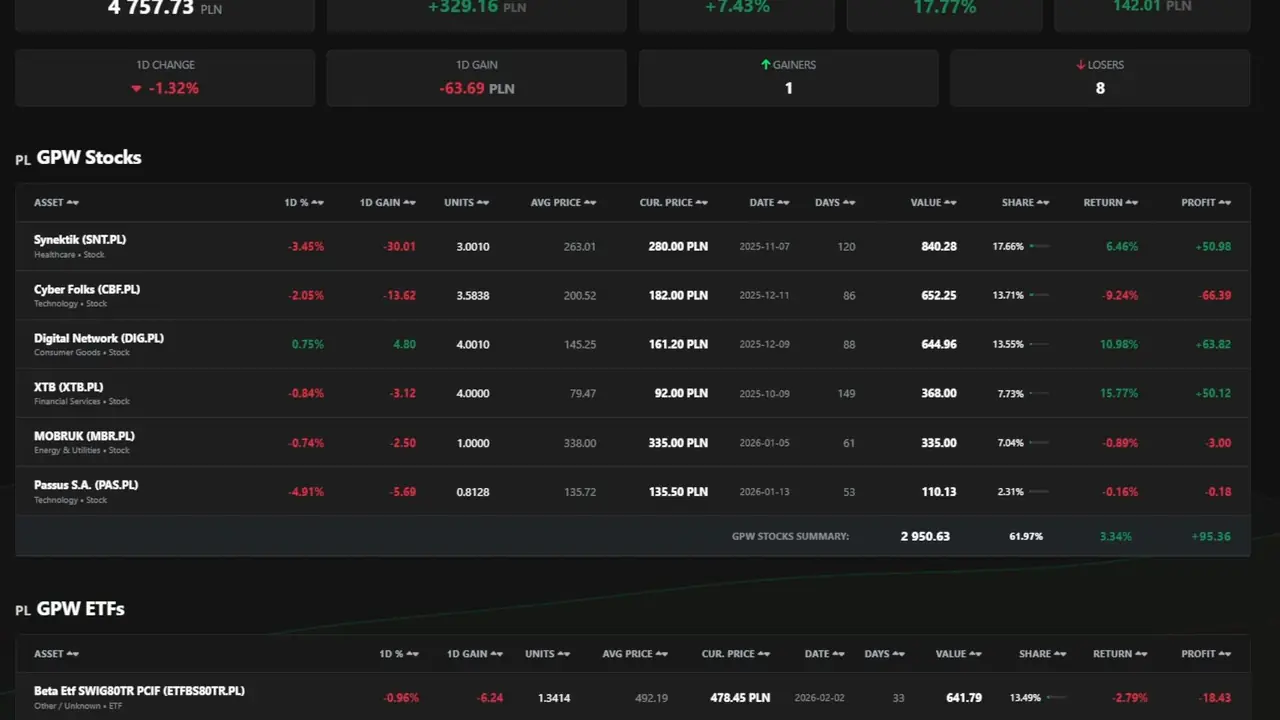 4 757.73 PLN +329.16 PLN +7.43% 17.77% 142.01 PLN
1D CHANGE 1D GAIN GAINERS LOSERS
-1.32% -63.69 PLN 1 8
PL GPW Stocks
ASSET 1D % 1D GAIN UNITS AVG PRICE CUR. PRICE DATE DAYS VALUE SHARE RETURN PROFIT
Synektik (SNT.PL) -3.45% -30.01 3.0010 263.01 280.00 PLN 2025-11-07 120 840.28 17.66% 6.46% +50.98
Healthcare • Stock
Cyber Folks (CBF.PL) -2.05% -13.62 3.5838 200.52 182.00 PLN 2025-12-11 86 652.25 13.71% -9.24% -66.39
Technology • Stock
Digital Network (DIG.PL) 0.75% 4.80 4.0010 145.25 161.20 PLN 2025-12-09 88 644.96 13.55% 10.98% +63.82
Consumer Goods • Stock
XTB (XTB.PL) -0.84% -3.12 4.0000 79.47 92.00 PLN 2025-10-09 149 368.00 7.73% 15.77% +50.12
Financial Services • Stock
MOBRUK (MBR.PL) -0.74% -2.50 1.0000 338.00 335.00 PLN 2026-01-05 61 335.00 7.04% -0.89% -3.00
Energy & Utilities • Stock
Passus S.A. (PAS.PL) -4.91% -5.69 0.8128 135.72 135.50 PLN 2026-01-13 53 110.13 2.31% -0.16% -0.18
Technology • Stock
GPW STOCKS SUMMARY: 2 950.63 61.97% 3.34% +95.36
PL GPW ETFs
ASSET 1D % 1D GAIN UNITS AVG PRICE CUR. PRICE DATE DAYS VALUE SHARE RETURN PROFIT
Beta Etf SWIG80TR PCIF (ETFBS80TR.PL) -0.96% -6.24 1.3414 492.19 478.45 PLN 2026-02-02 33 641.79 13.49% -2.79% -18.43
Other / Unknown • ETF